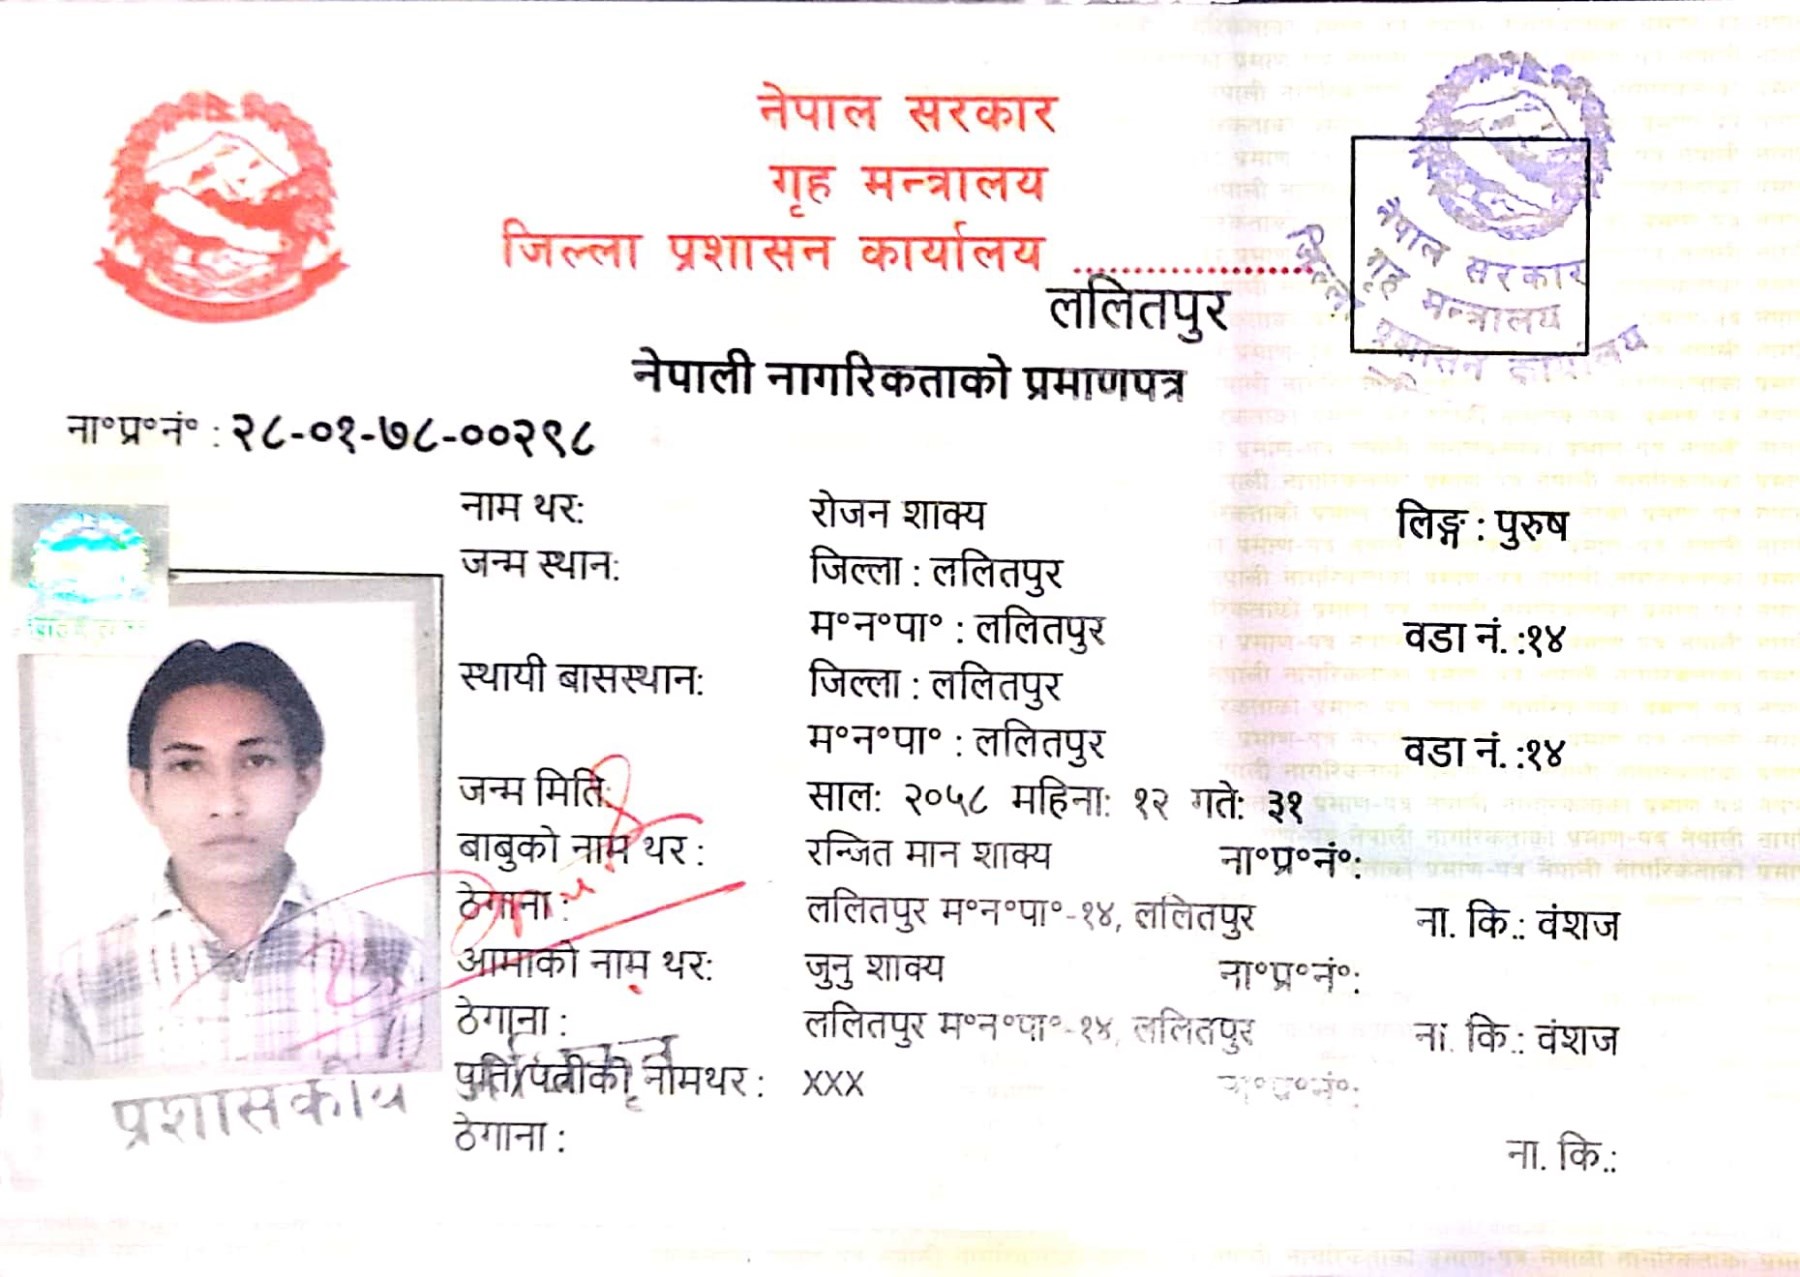 नेपाल सरकार
गृह मन्त्रालय
जिल्ला प्रशासन कार्यालय ....................
ललितपुर
नेपाल सरकार
गृह मन्त्रालय
प्रशासन कार्यालय
नेपाली नागरिकताको प्रमाणपत्र
ना°प्र°नं° : २८-०१-७८-००२९८
नाम थर: रोजन शाक्य लिङ्ग : पुरुष
जन्म स्थान: जिल्ला : ललितपुर
म°न°पा° : ललितपुर वडा नं. :१४
स्थायी बासस्थान: जिल्ला : ललितपुर
म°न°पा° : ललितपुर वडा नं. :१४
जन्म मिति: साल: २०५८ महिना: १२ गते: ३१
बाबुको नाम थर : रन्जित मान शाक्य ना°प्र°नं°:
ठेगाना : ललितपुर म°न°पा°-१४, ललितपुर ना. कि.: वंशज
आमाको नाम थर: जुनु शाक्य ना°प्र°नं°:
ठेगाना : ललितपुर म°न°पा°-१४, ललितपुर ना. कि.: वंशज
पति/पत्नीको नामथर : XXX ना°प्र°नं°:
ठेगाना :
ना. कि.:
प्रशासकीय